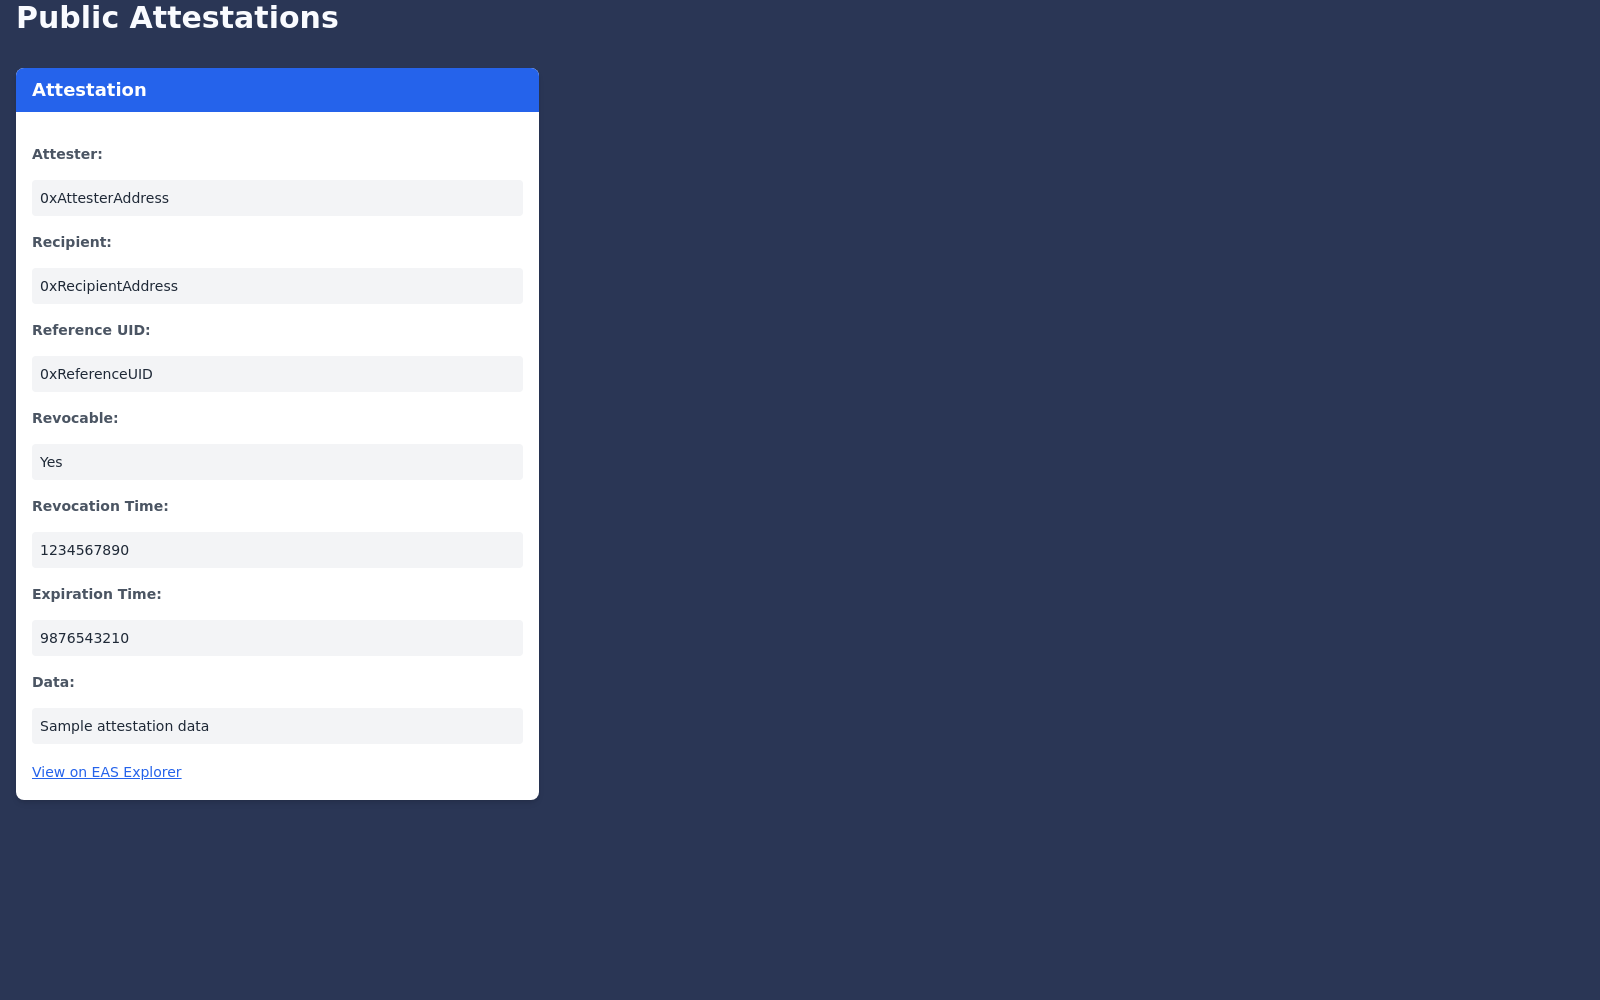 Public Attestations
Attestation
Attester:
0xAttesterAddress
Recipient:
0xRecipientAddress
Reference UID:
0xReferenceUID
Revocable:
Yes
Revocation Time:
1234567890
Expiration Time:
9876543210
Data:
Sample attestation data
View on EAS Explorer